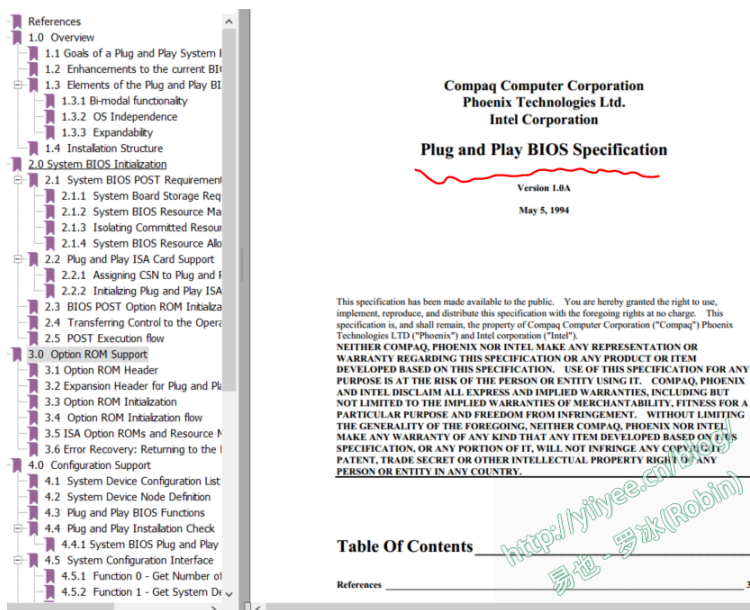 References
1.0 Overview
1.1 Goals of a Plug and Play System
1.2 Enhancements to the current BI
1.3 Elements of the Plug and Play BI
1.3.1 Bi-modal functionality
1.3.2 OS Independence
1.3.3 Expandability
1.4 Installation Structure
2.0 System BIOS Initialization
2.1 System BIOS POST Requirement
2.1.1 System Board Storage Req
2.1.2 System BIOS Resource Ma
2.1.3 Isolating Committed Resour
2.1.4 System BIOS Resource Allo
2.2 Plug and Play ISA Card Support
2.2.1 Assigning CSN to Plug and
2.2.2 Initializing Plug and Play ISA
2.3 BIOS POST Option ROM Initializa
2.4 Transferring Control to the Opera
2.5 POST Execution flow
3.0 Option ROM Support
3.1 Option ROM Header
3.2 Expansion Header for Plug and Pla
3.3 Option ROM Initialization
3.4 Option ROM Initialization flow
3.5 ISA Option ROMs and Resource
3.6 Error Recovery: Returning to the
4.0 Configuration Support
4.1 System Device Configuration List
4.2 System Device Node Definition
4.3 Plug and Play BIOS Functions
4.4 Plug and Play Installation Check
4.4.1 System BIOS Plug and Play
4.5 System Configuration Interface
4.5.1 Function 0 - Get Number of
4.5.2 Function 1 - Get System De
Compaq Computer Corporation
Phoenix Technologies Ltd.
Intel Corporation
Plug and Play BIOS Specification
Version 1.0A
May 5, 1994
This specification has been made available to the public. You are hereby granted the right to use,
implement, reproduce, and distribute this specification with the foregoing rights at no charge. This
specification is, and shall remain, the property of Compaq Computer Corporation ("Compaq") Phoenix
Technologies LTD ("Phoenix") and Intel corporation ("Intel").
NEITHER COMPAQ, PHOENIX NOR INTEL MAKE ANY REPRESENTATION OR
WARRANTY REGARDING THIS SPECIFICATION OR ANY PRODUCT OR ITEM
DEVELOPED BASED ON THIS SPECIFICATION. USE OF THIS SPECIFICATION FOR ANY
PURPOSE IS AT THE RISK OF THE PERSON OR ENTITY USING IT. COMPAQ, PHOENIX
AND INTEL DISCLAIM ALL EXPRESS AND IMPLIED WARRANTIES, INCLUDING BUT
NOT LIMITED TO THE IMPLIED WARRANTIES OF MERCHANTABILITY, FITNESS FOR A
PARTICULAR PURPOSE AND FREEDOM FROM INFRINGEMENT. WITHOUT LIMITING
THE GENERALITY OF THE FOREGOING, NEITHER COMPAQ, PHOENIX NOR INTEL
MAKE ANY WARRANTY OF ANY KIND THAT ANY ITEM DEVELOPED BASED ON THIS
SPECIFICATION, OR ANY PORTION OF IT, WILL NOT INFRINGE ANY COPYRIGHT
PATENT, TRADE SECRET OR OTHER INTELLECTUAL PROPERTY RIGHT OF ANY
PERSON OR ENTITY IN ANY COUNTRY.
Table Of Contents
References 3
http://yiiyee.cn/blog/
易也 - 罗冰(Robin)